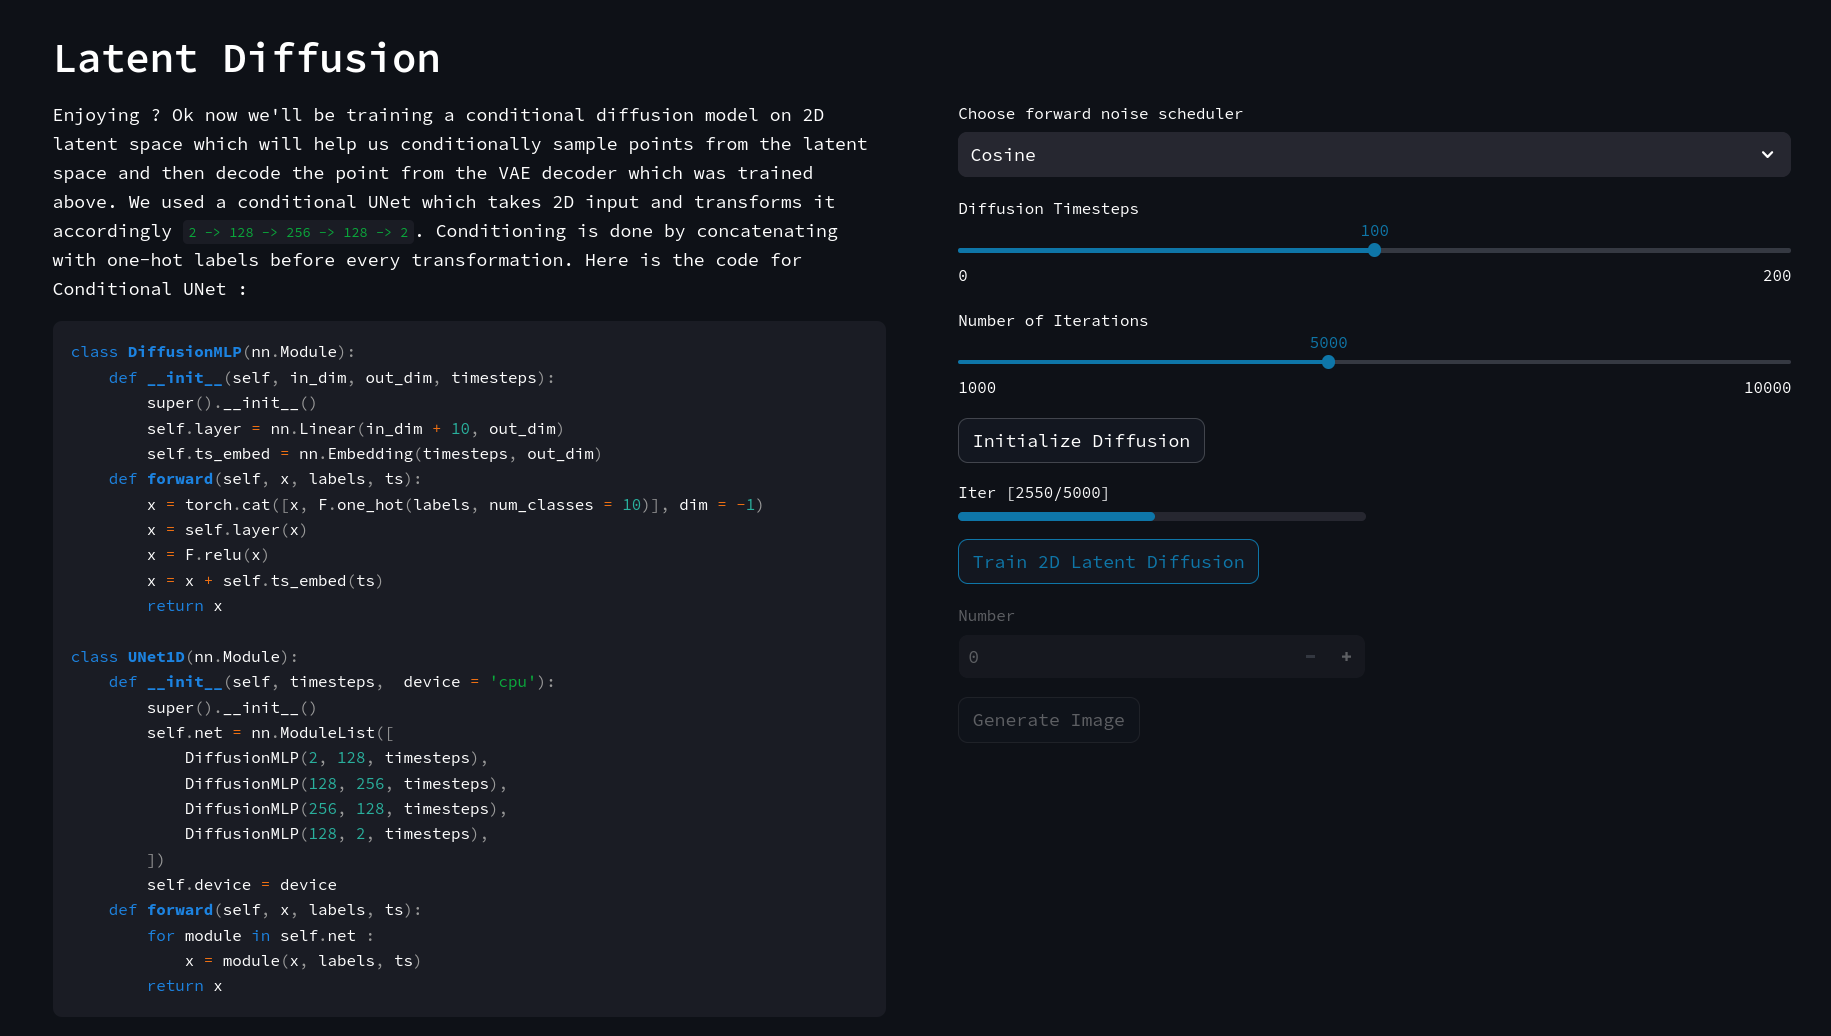 Latent Diffusion
Enjoying ? Ok now we'll be training a conditional diffusion model on 2D
latent space which will help us conditionally sample points from the latent
space and then decode the point from the VAE decoder which was trained
above. We used a conditional UNet which takes 2D input and transforms it
accordingly 2 -> 128 -> 256 -> 128 -> 2. Conditioning is done by concatenating
with one-hot labels before every transformation. Here is the code for
Conditional UNet :
class DiffusionMLP(nn.Module):
    def __init__(self, in_dim, out_dim, timesteps):
        super().__init__()
        self.layer = nn.Linear(in_dim + 10, out_dim)
        self.ts_embed = nn.Embedding(timesteps, out_dim)
    def forward(self, x, labels, ts):
        x = torch.cat([x, F.one_hot(labels, num_classes = 10)], dim = -1)
        x = self.layer(x)
        x = F.relu(x)
        x = x + self.ts_embed(ts)
        return x
class UNet1D(nn.Module):
    def __init__(self, timesteps,  device = 'cpu'):
        super().__init__()
        self.net = nn.ModuleList([
            DiffusionMLP(2, 128, timesteps),
            DiffusionMLP(128, 256, timesteps),
            DiffusionMLP(256, 128, timesteps),
            DiffusionMLP(128, 2, timesteps),
        ])
        self.device = device
    def forward(self, x, labels, ts):
        for module in self.net :
            x = module(x, labels, ts)
        return x
Choose forward noise scheduler
Cosine
Diffusion Timesteps
100
0 200
Number of Iterations
5000
1000 10000
Initialize Diffusion
Iter [2550/5000]
Train 2D Latent Diffusion
Number
0 - +
Generate Image